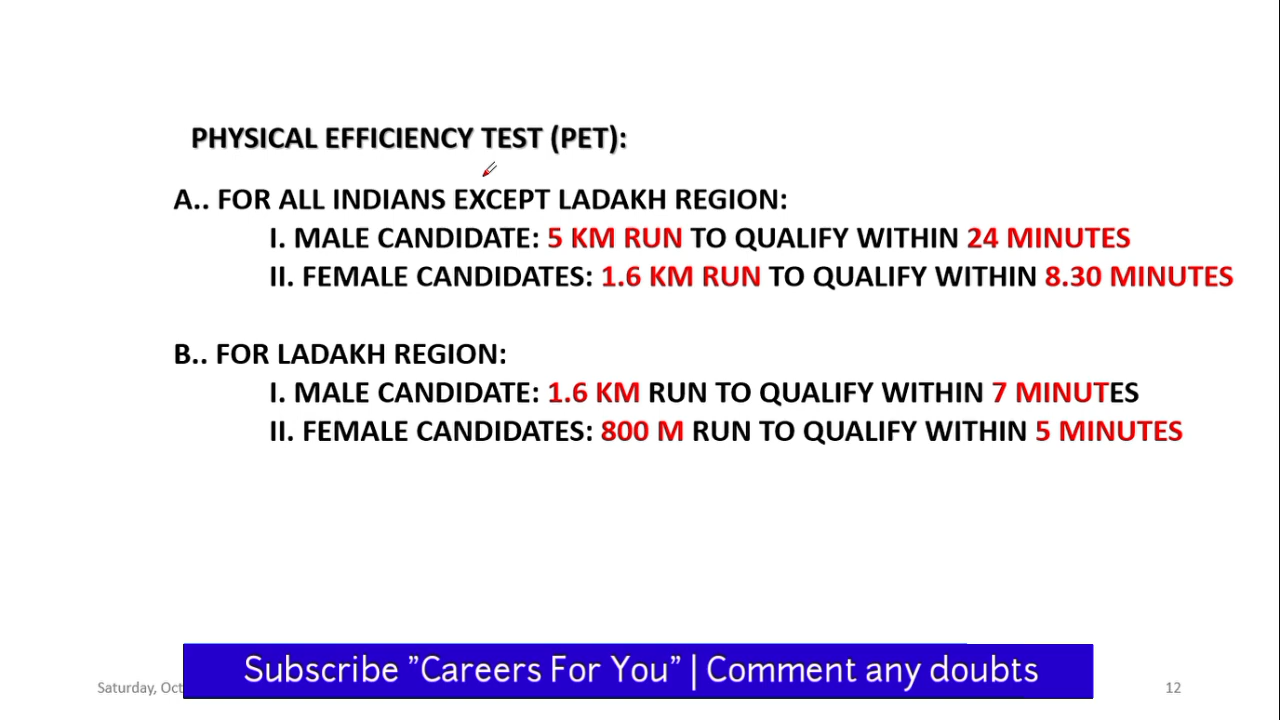 PHYSICAL EFFICIENCY TEST (PET):
A.. FOR ALL INDIANS EXCEPT LADAKH REGION:
I. MALE CANDIDATE: 5 KM RUN TO QUALIFY WITHIN 24 MINUTES
II. FEMALE CANDIDATES: 1.6 KM RUN TO QUALIFY WITHIN 8.30 MINUTES
B.. FOR LADAKH REGION:
I. MALE CANDIDATE: 1.6 KM RUN TO QUALIFY WITHIN 7 MINUTES
II. FEMALE CANDIDATES: 800 M RUN TO QUALIFY WITHIN 5 MINUTES
Subscribe "Careers For You" | Comment any doubts
Saturday, Oct
12